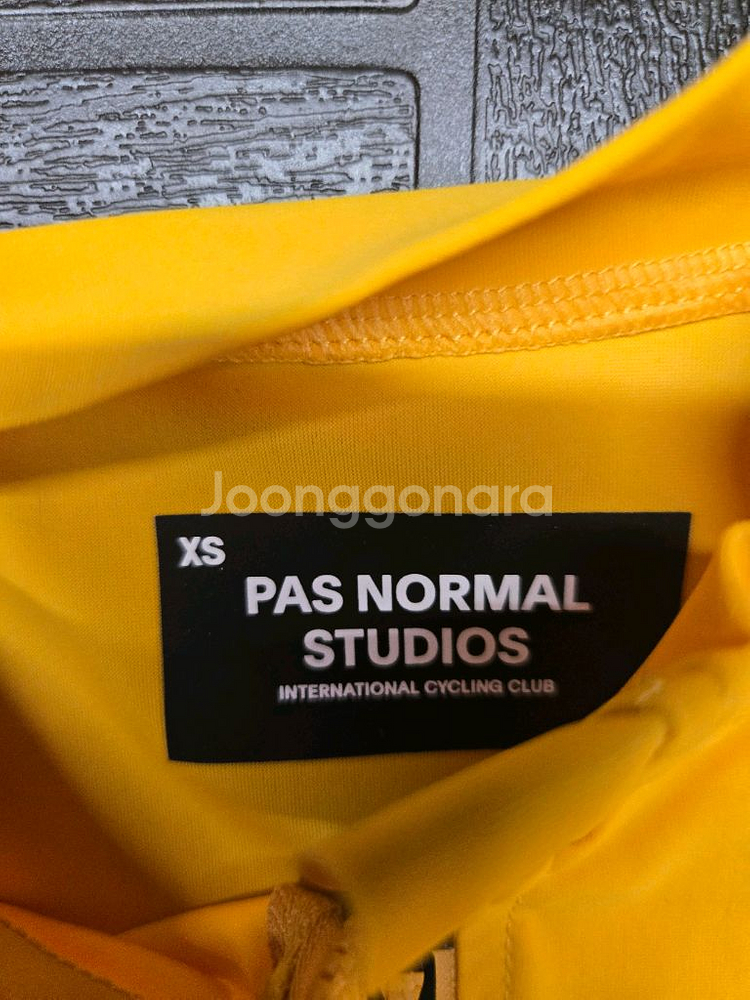 Joonggonara
XS
PAS NORMAL
STUDIOS
INTERNATIONAL CYCLING CLUB